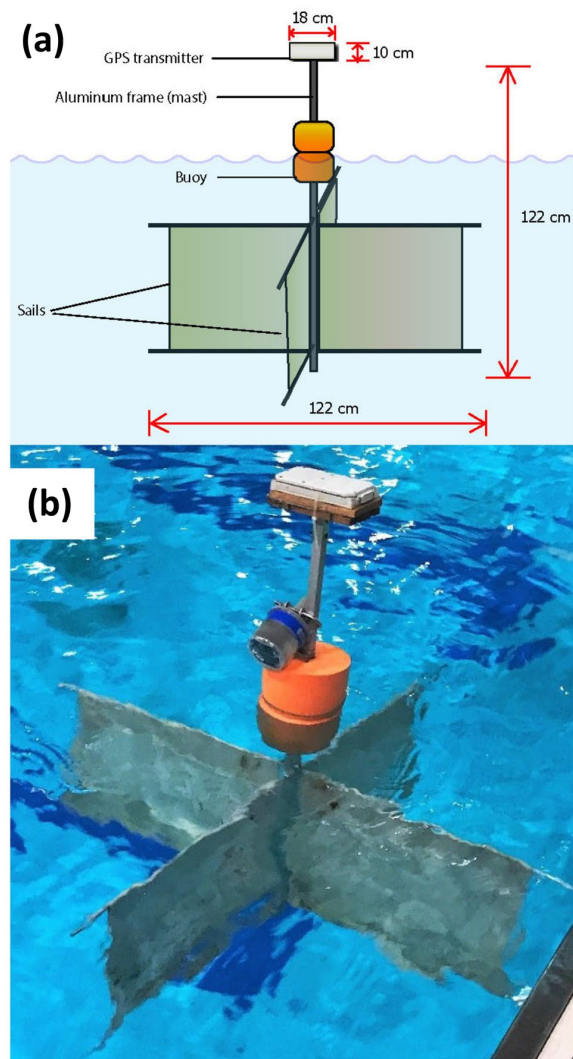 (a)
18 cm
10 cm
GPS transmitter
Aluminum frame (mast)
Buoy
122 cm
Sails
122 cm
(b)